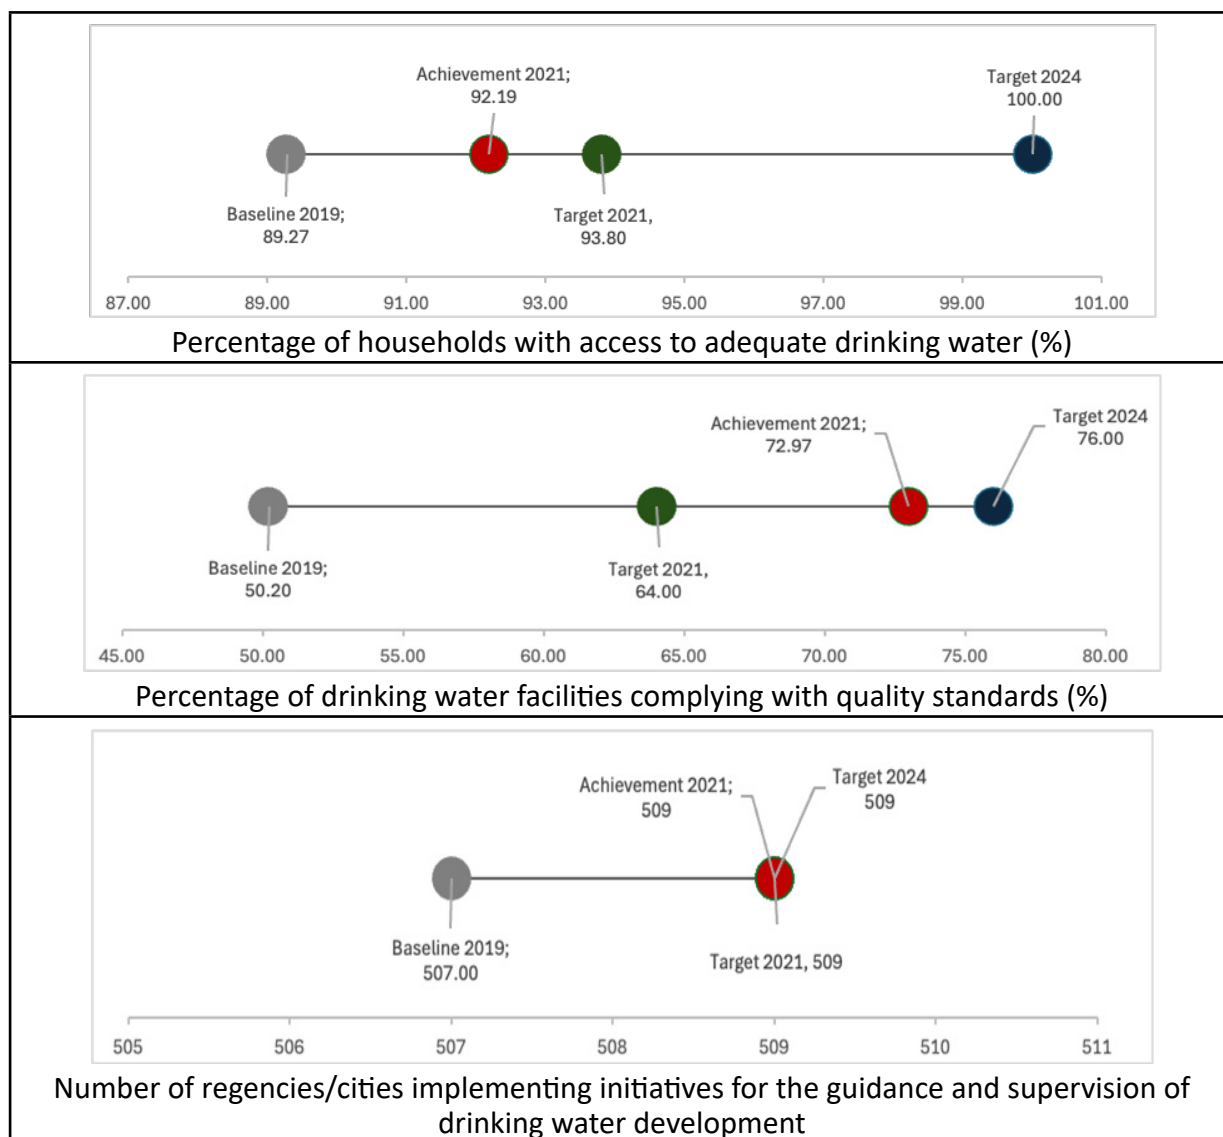 Achievement 2021;
92.19
Target 2024
100.00
Baseline 2019;
89.27
Target 2021,
93.80
87.00 89.00 91.00 93.00 95.00 97.00 99.00 101.00
Percentage of households with access to adequate drinking water (%)
Achievement 2021;
72.97
Target 2024
76.00
Baseline 2019;
50.20
Target 2021,
64.00
45.00 50.00 55.00 60.00 65.00 70.00 75.00 80.00
Percentage of drinking water facilities complying with quality standards (%)
Achievement 2021;
509
Target 2024
509
Baseline 2019;
507.00
Target 2021, 509
505 506 507 508 509 510 511
Number of regencies/cities implementing initiatives for the guidance and supervision of
drinking water development